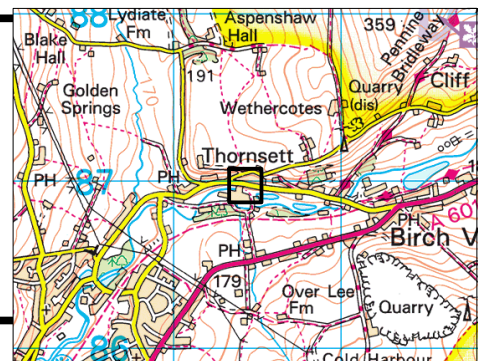 88
Lydiate
Fm
Aspenshaw
Hall
359
Pennine
Bridleway
Blake
Hall
191
170
Quarry
(dis)
Cliff
Golden
Springs
Wethercotes
Thornsett
PH
87
PH
PH
A 601
Birch V
PH
179
Over Lee
Fm
Quarry
86
Cold Harbour